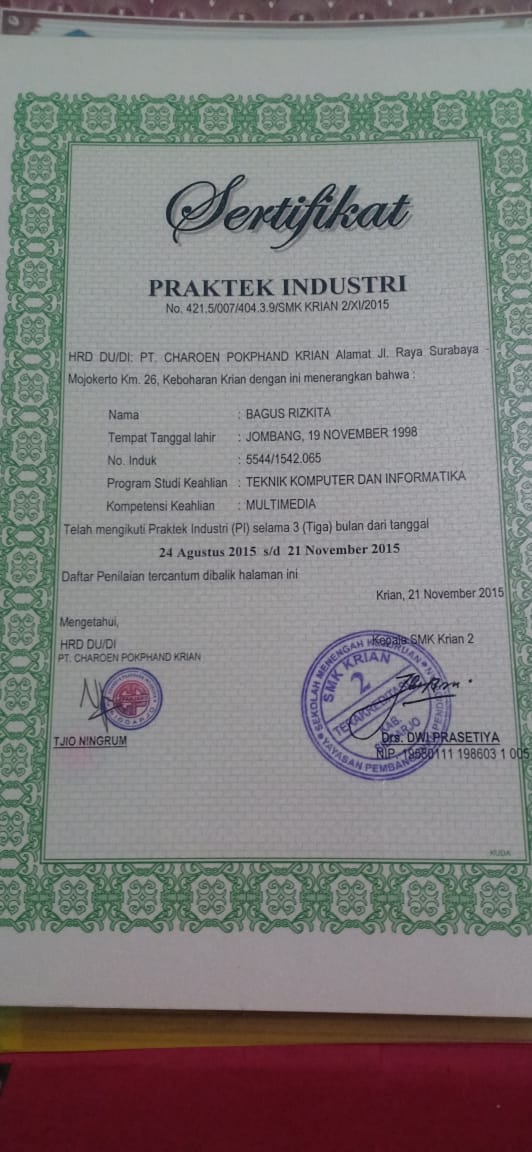 Sertifikat
PRAKTEK INDUSTRI
No. 421.5/007/404.3.9/SMK KRIAN 2/XI/2015
HRD DU/DI: PT. CHAROEN POKPHAND KRIAN Alamat Jl. Raya Surabaya -
Mojokerto Km. 26, Keboharan Krian dengan ini menerangkan bahwa :
Nama : BAGUS RIZKITA
Tempat Tanggal lahir : JOMBANG, 19 NOVEMBER 1998
No. Induk : 5544/1542.065
Program Studi Keahlian : TEKNIK KOMPUTER DAN INFORMATIKA
Kompetensi Keahlian : MULTIMEDIA
Telah mengikuti Praktek Industri (PI) selama 3 (Tiga) bulan dari tanggal
24 Agustus 2015 s/d 21 November 2015
Daftar Penilaian tercantum dibalik halaman ini
Krian, 21 November 2015
Mengetahui,
HRD DU/DI
PT. CHAROEN POKPHAND KRIAN
TJIO NINGRUM
Kepala SMK Krian 2
SEKOLAH MENENGAH KEJURUAN
SMK KRIAN
2
TERAKREDITASI
KAB.
YAYASAN
Drs. DWI PRASETIYA
NIP. 19580111 198603 1 005
KUDA